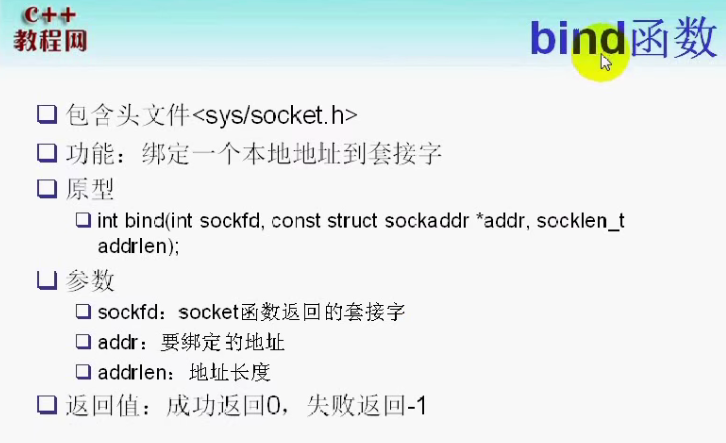 C++
教程网
bind函数
包含头文件<sys/socket.h>
功能：绑定一个本地地址到套接字
原型
int bind(int sockfd, const struct sockaddr *addr, socklen_t
addrlen);
参数
sockfd：socket函数返回的套接字
addr：要绑定的地址
addrlen：地址长度
返回值：成功返回0，失败返回-1